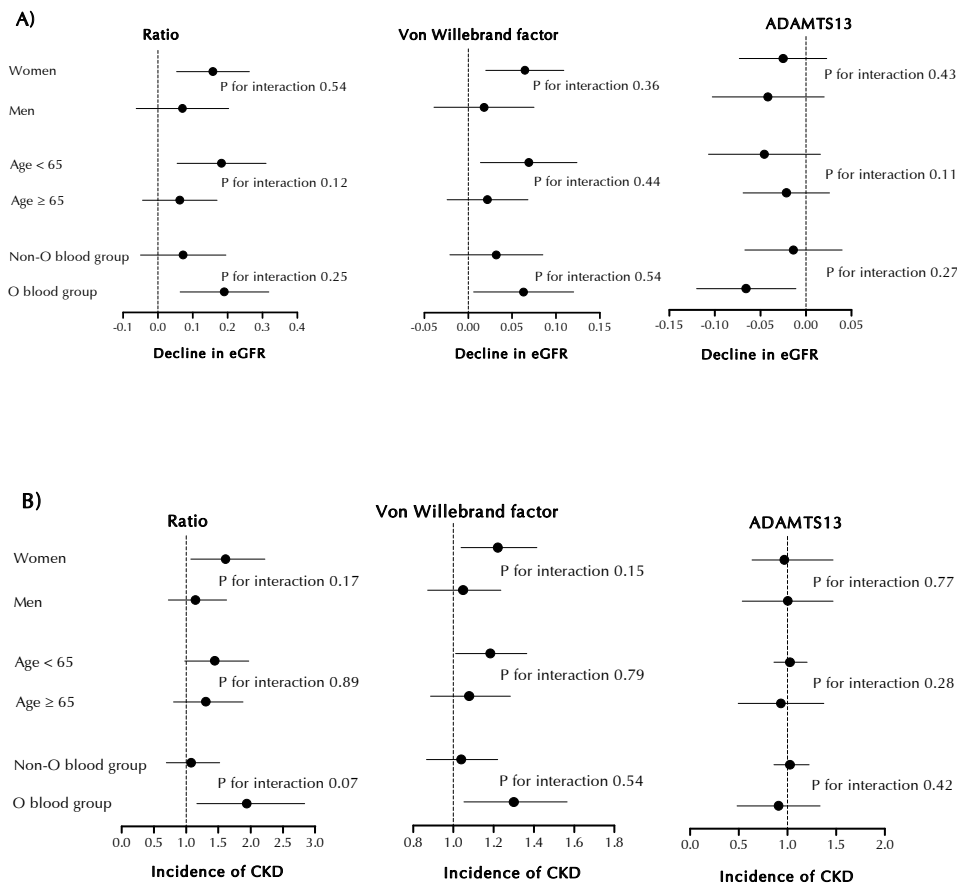 A)
Ratio
Von Willebrand factor
ADAMTS13
Women
P for interaction 0.54
P for interaction 0.36
P for interaction 0.43
Men
Age < 65
P for interaction 0.12
P for interaction 0.44
P for interaction 0.11
Age ≥ 65
Non-O blood group
P for interaction 0.25
P for interaction 0.54
P for interaction 0.27
O blood group
-0.1 0.0 0.1 0.2 0.3 0.4
-0.05 0.00 0.05 0.10 0.15
-0.15 -0.10 -0.05 0.00 0.05
Decline in eGFR
Decline in eGFR
Decline in eGFR
B)
Ratio
Von Willebrand factor
ADAMTS13
Women
P for interaction 0.17
P for interaction 0.15
P for interaction 0.77
Men
Age < 65
P for interaction 0.89
P for interaction 0.79
P for interaction 0.28
Age ≥ 65
Non-O blood group
P for interaction 0.07
P for interaction 0.54
P for interaction 0.42
O blood group
0.0 0.5 1.0 1.5 2.0 2.5 3.0
0.8 1.0 1.2 1.4 1.6 1.8
0.0 0.5 1.0 1.5 2.0
Incidence of CKD
Incidence of CKD
Incidence of CKD